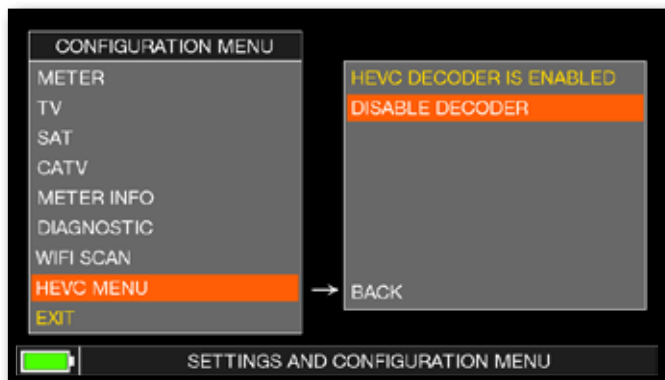 CONFIGURATION MENU
METER
TV
SAT
CATV
METER INFO
DIAGNOSTIC
WIFI SCAN
HEVC MENU
EXIT
HEVC DECODER IS ENABLED
DISABLE DECODER
→ BACK
SETTINGS AND CONFIGURATION MENU